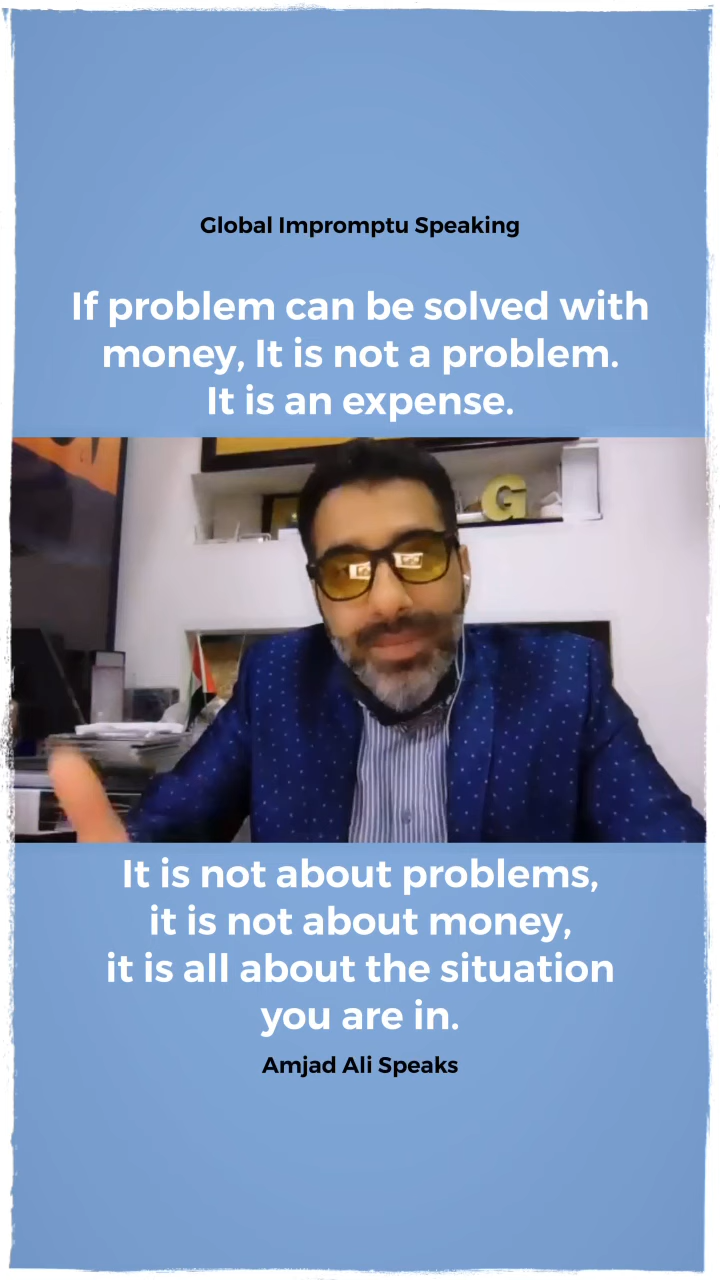 Global Impromptu Speaking
If problem can be solved with
money, It is not a problem.
It is an expense.
G
It is not about problems,
it is not about money,
it is all about the situation
you are in.
Amjad Ali Speaks